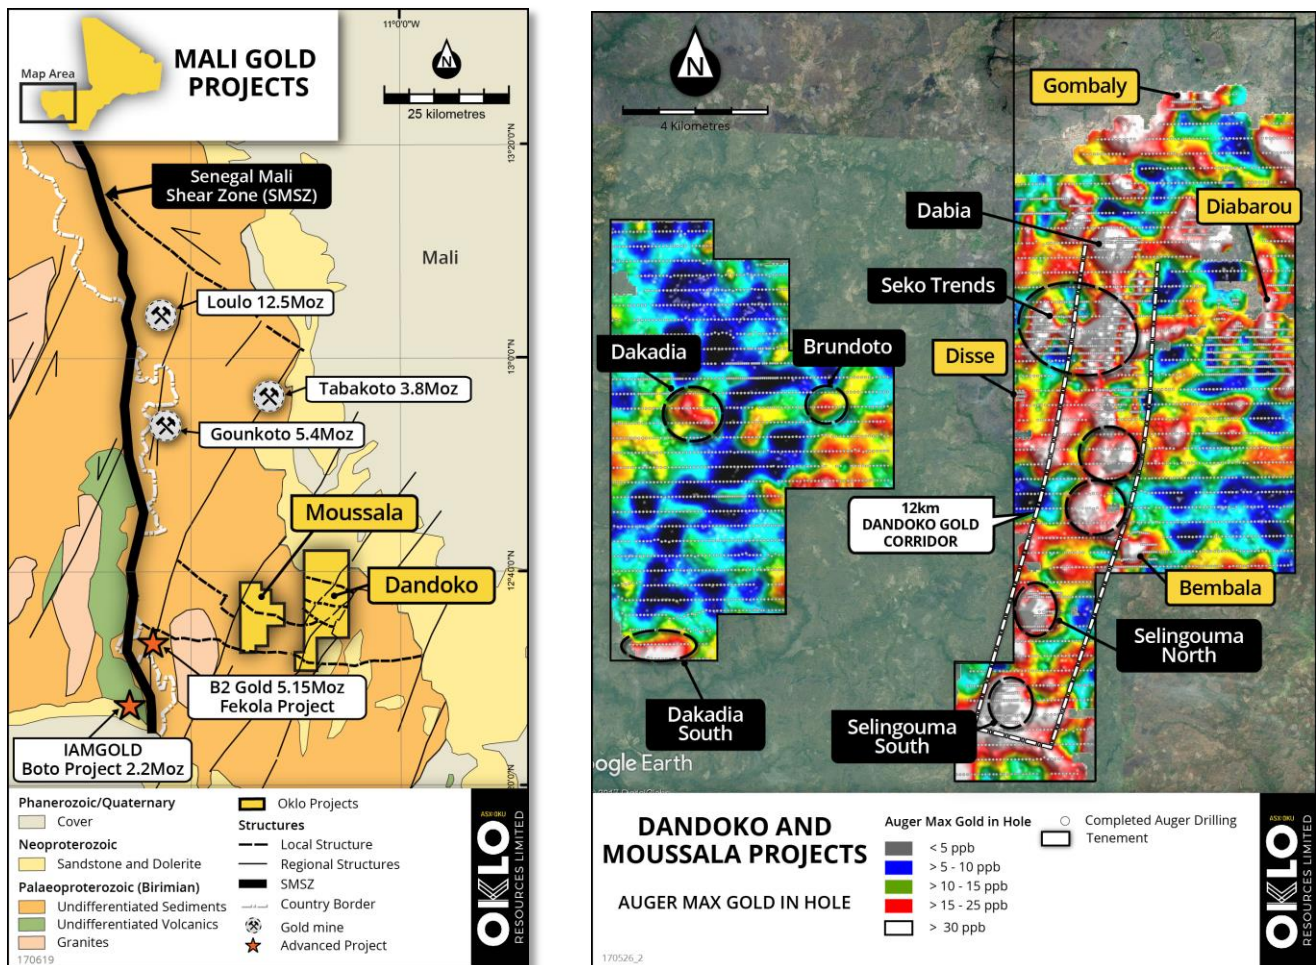 MALI GOLD
PROJECTS
Map Area
11°0'0"W
N
25 kilometres
13°20'0"N
Senegal Mali
Shear Zone (SMSZ)
Mali
Loulo 12.5Moz
13°0'0"N
Tabakoto 3.8Moz
Gounkoto 5.4Moz
Moussala
12°40'0"N
Dandoko
B2 Gold 5.15Moz
Fekola Project
IAMGOLD
Boto Project 2.2Moz
Phanerozoic/Quaternary
Cover
Neoproterozoic
Sandstone and Dolerite
Palaeoproterozoic (Birimian)
Undifferentiated Sediments
Undifferentiated Volcanics
Granites
170619
Oklo Projects
Structures
Local Structure
Regional Structures
SMSZ
Country Border
Gold mine
Advanced Project
ASX:OKU
OKLO
RESOURCES LIMITED
N
4 Kilometres
Gombaly
Dabia
Diabarou
Seko Trends
Dakadia
Brundoto
Disse
12km
DANDOKO GOLD
CORRIDOR
Bembala
Selingouma
North
Dakadia
South
Selingouma
South
ogle Earth
DANDOKO AND
MOUSSALA PROJECTS
AUGER MAX GOLD IN HOLE
170526_2
Auger Max Gold in Hole
< 5 ppb
> 5 - 10 ppb
> 10 - 15 ppb
> 15 - 25 ppb
> 30 ppb
Completed Auger Drilling
Tenement
ASX:OKU
OKLO
RESOURCES LIMITED